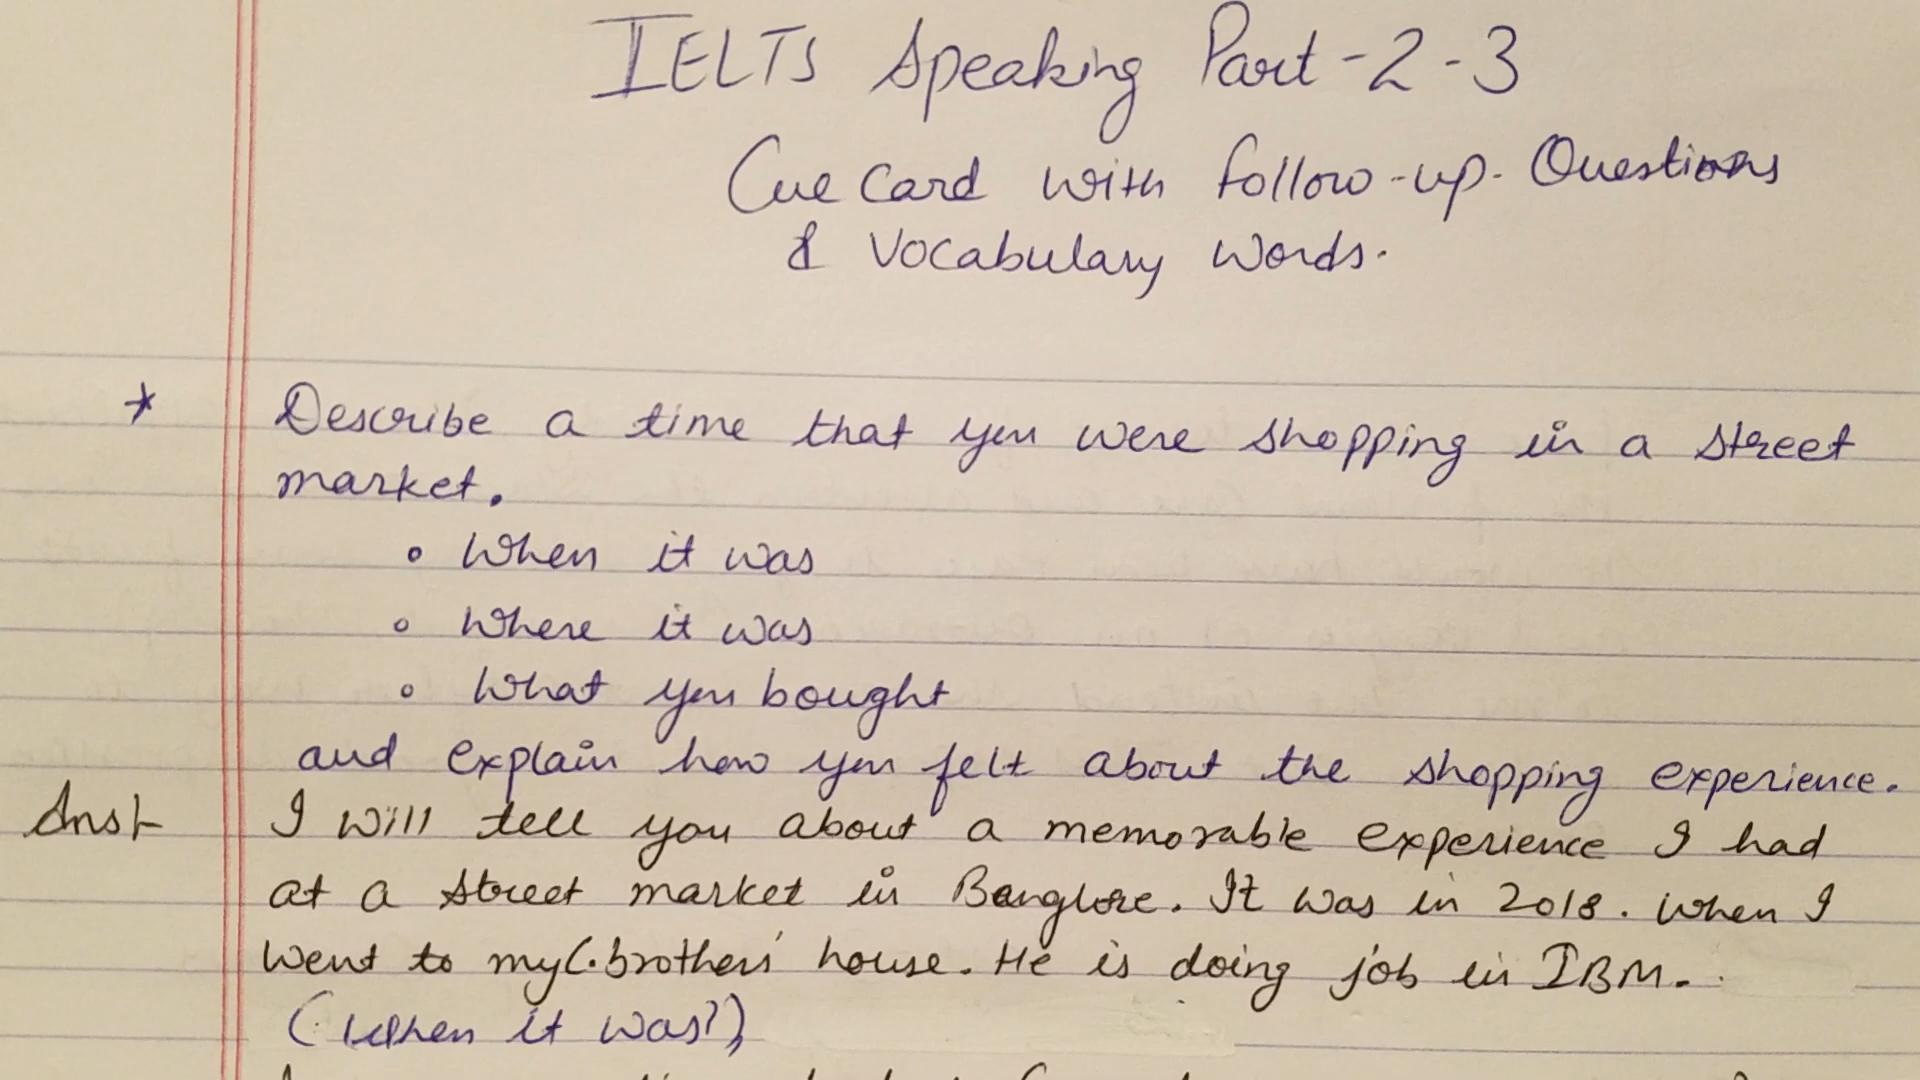 IELTS Speaking Part-2-3
Cue Card with follow-up. Questions
& Vocabulary Words.
* Describe a time that you were shopping in a street
market.
◦ When it was
◦ Where it was
◦ What you bought
and explain how you felt about the shopping experience.
Ans:- I will tell you about a memorable experience I had
at a street market in Banglore. It was in 2018. When I
went to my C.brothers' house. He is doing job in IBM.
(When it was?)